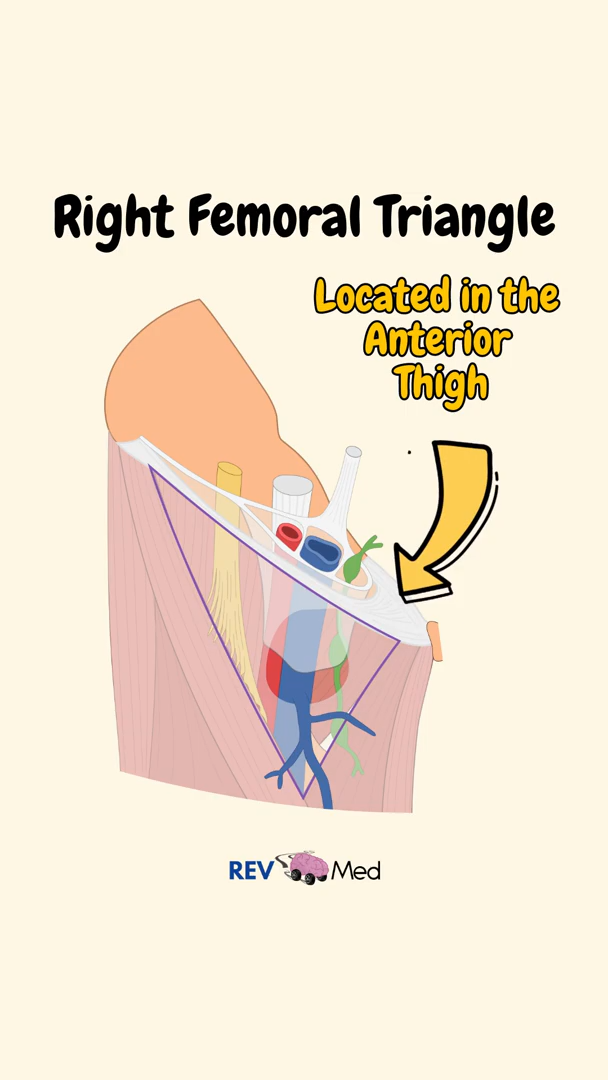 Right Femoral Triangle
Located in the
Anterior
Thigh
REV Med